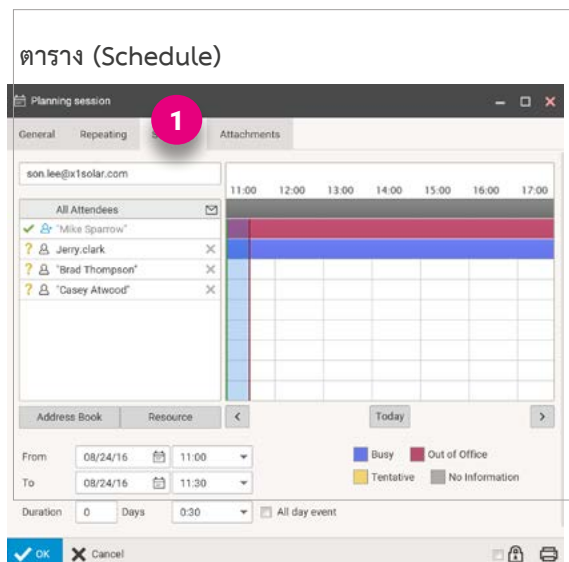 ตาราง (Schedule)
Planning session
General Repeating 1 Attachments
son.lee@x1solar.com
11:00 12:00 13:00 14:00 15:00 16:00 17:00
All Attendees
"Mike Sparrow"
? Jerry.clark
? "Brad Thompson"
? "Casey Atwood"
Address Book Resource < Today >
From 08/24/16 11:00 Busy Out of Office
To 08/24/16 11:30 Tentative No Information
Duration 0 Days 0:30 All day event
OK Cancel